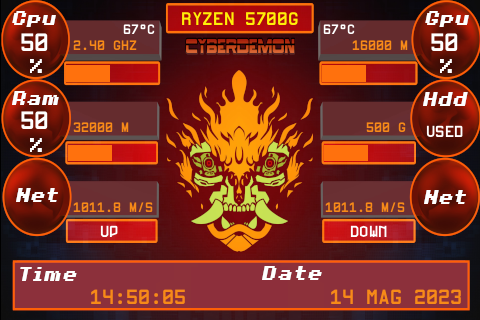 RYZEN 5700G
CYBERDEMON
Cpu
50
%
67°C
2.40 GHZ
67°C
16000 M
Gpu
50
%
Ram
50
%
32000 M
500 G
Hdd
USED
Net
1011.8 M/S
UP
1011.8 M/S
DOWN
Net
Time
14:50:05
Date
14 MAG 2023